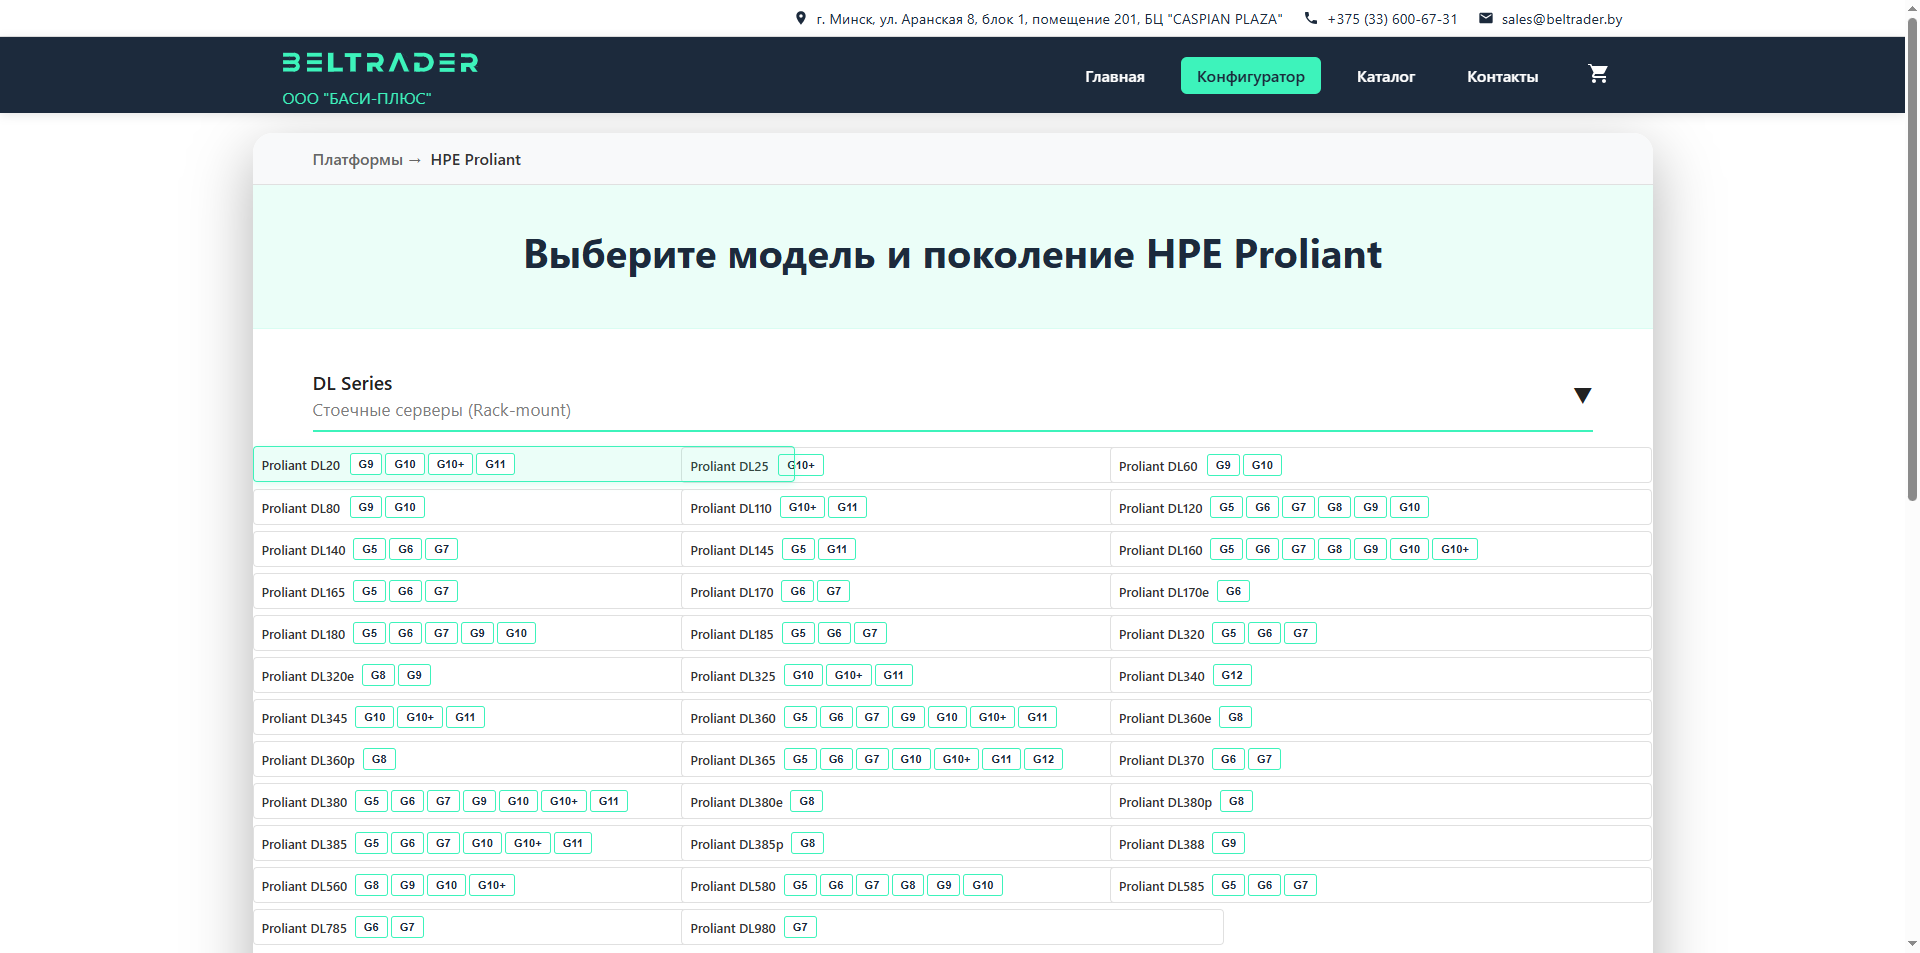 г. Минск, ул. Аранская 8, блок 1, помещение 201, БЦ "CASPIAN PLAZA" +375 (33) 600-67-31 sales@beltrader.by
BELTRADER
ООО "БАСИ-ПЛЮС"
Главная Конфигуратор Каталог Контакты
Платформы → HPE Proliant
Выберите модель и поколение HPE Proliant
DL Series
Стоечные серверы (Rack-mount)
Proliant DL20 G9 G10 G10+ G11 Proliant DL25 G10+ Proliant DL60 G9 G10
Proliant DL80 G9 G10 Proliant DL110 G10+ G11 Proliant DL120 G5 G6 G7 G8 G9 G10
Proliant DL140 G5 G6 G7 Proliant DL145 G5 G11 Proliant DL160 G5 G6 G7 G8 G9 G10 G10+
Proliant DL165 G5 G6 G7 Proliant DL170 G6 G7 Proliant DL170e G6
Proliant DL180 G5 G6 G7 G9 G10 Proliant DL185 G5 G6 G7 Proliant DL320 G5 G6 G7
Proliant DL320e G8 G9 Proliant DL325 G10 G10+ G11 Proliant DL340 G12
Proliant DL345 G10 G10+ G11 Proliant DL360 G5 G6 G7 G9 G10 G10+ G11 Proliant DL360e G8
Proliant DL360p G8 Proliant DL365 G5 G6 G7 G10 G10+ G11 G12 Proliant DL370 G6 G7
Proliant DL380 G5 G6 G7 G9 G10 G10+ G11 Proliant DL380e G8 Proliant DL380p G8
Proliant DL385 G5 G6 G7 G10 G10+ G11 Proliant DL385p G8 Proliant DL388 G9
Proliant DL560 G8 G9 G10 G10+ Proliant DL580 G5 G6 G7 G8 G9 G10 Proliant DL585 G5 G6 G7
Proliant DL785 G6 G7 Proliant DL980 G7